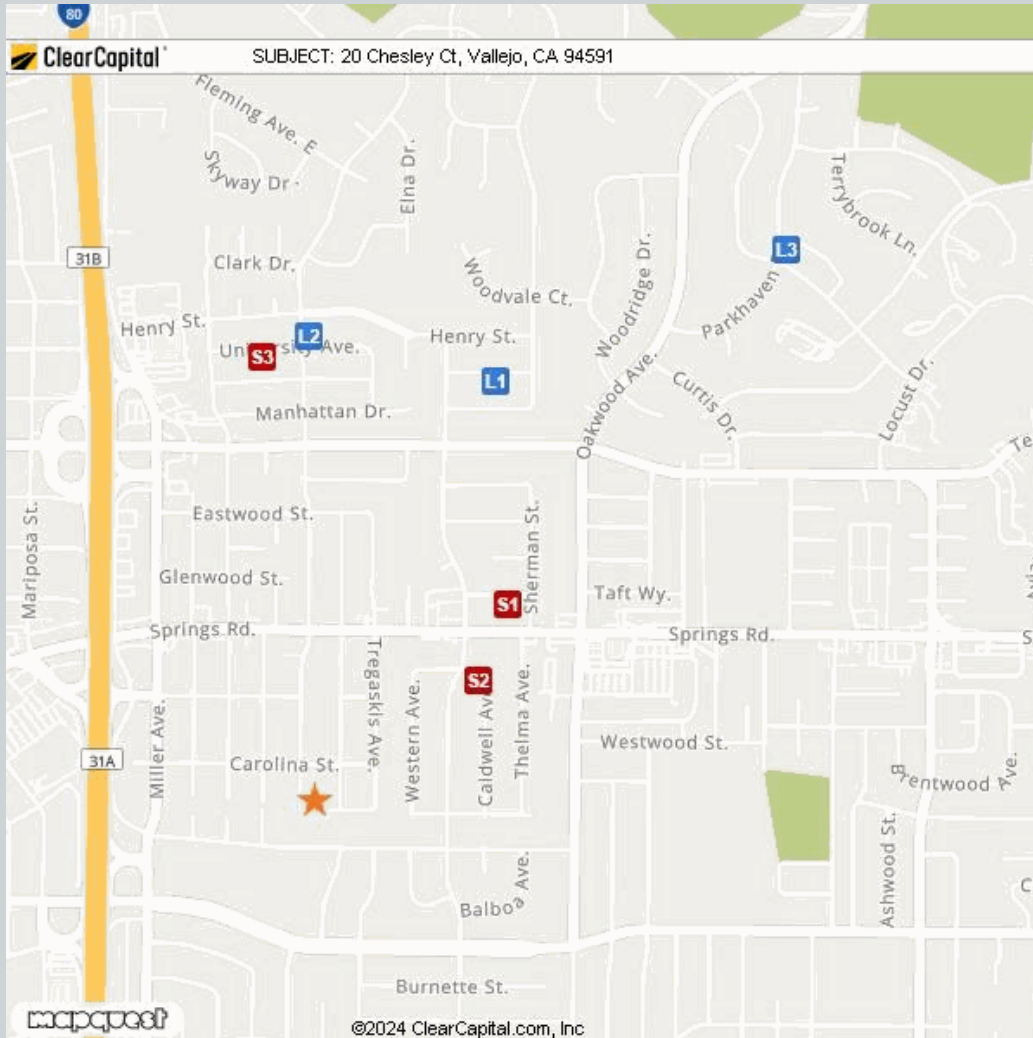 80
ClearCapital
SUBJECT: 20 Chesley Ct, Vallejo, CA 94591
Fleming Ave. E
Skyway Dr.
Elna Dr.
Terrybrook Ln.
31B
Clark Dr.
Woodvale Ct.
Woodridge Dr.
L3
Parkhaven
Henry St.
L2
Henry St.
University Ave.
S3
L1
Oakwood Ave.
Curtis Dr.
Locust Dr.
Manhattan Dr.
Te
Mariposa St.
Eastwood St.
Sherman St.
Glenwood St.
Taft Wy.
S1
Springs Rd.
Springs Rd.
S
Tregaskis Ave.
S2
Western Ave.
Caldwell Ave
Thelma Ave.
Westwood St.
31A
Miller Ave.
Carolina St.
Brentwood Ave.
Ashwood St.
Balboa Ave.
C
Burnette St.
mapquest
©2024 ClearCapital.com, Inc